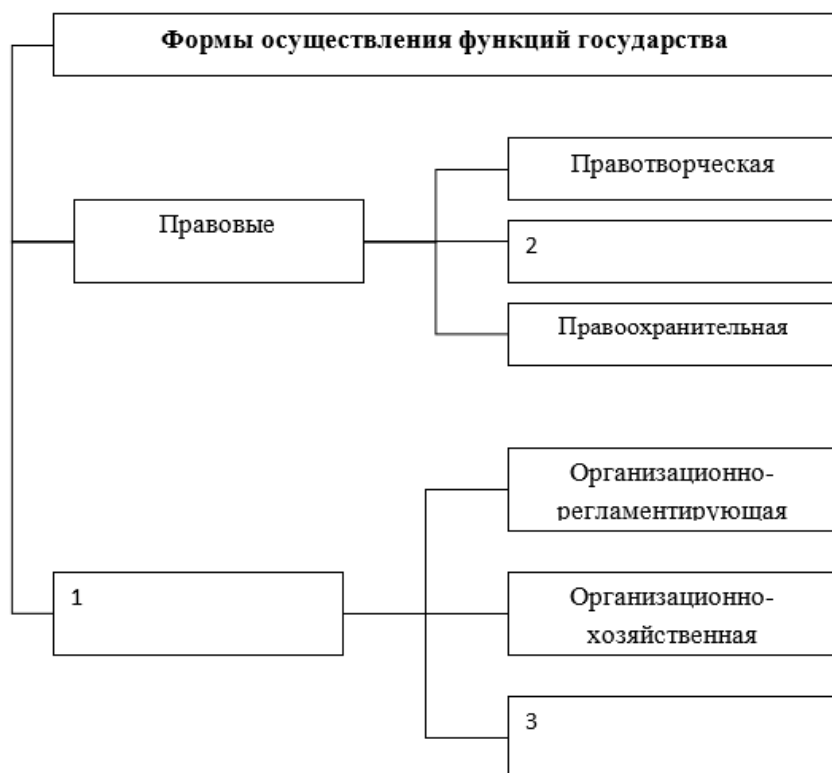 Формы осуществления функций государства
Правотворческая
Правовые
2
Правоохранительная
Организационно-
регламентирующая
1
Организационно-
хозяйственная
3